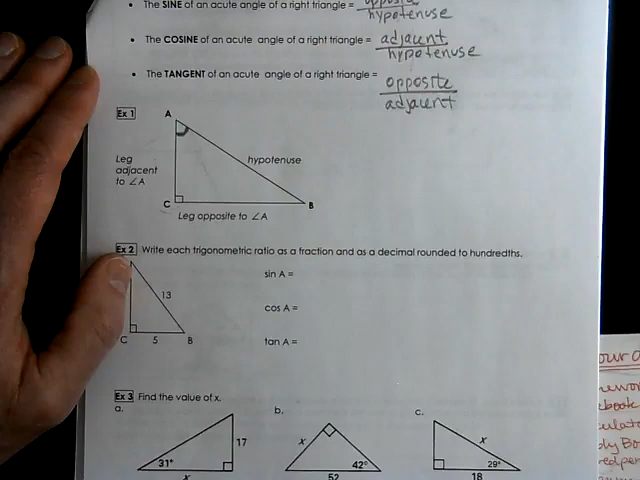 • The SINE of an acute angle of a right triangle = opposite
hypotenuse
• The COSINE of an acute angle of a right triangle = adjacent
hypotenuse
• The TANGENT of an acute angle of a right triangle = opposite
adjacent
Ex 1
A
Leg
adjacent
to ∠A
hypotenuse
C
B
Leg opposite to ∠A
Ex 2 Write each trigonometric ratio as a fraction and as a decimal rounded to hundredths.
sin A =
13
cos A =
C 5 B
tan A =
Ex 3 Find the value of x.
a. b. c.
17
x
x
31°
42°
29°
x
52
18